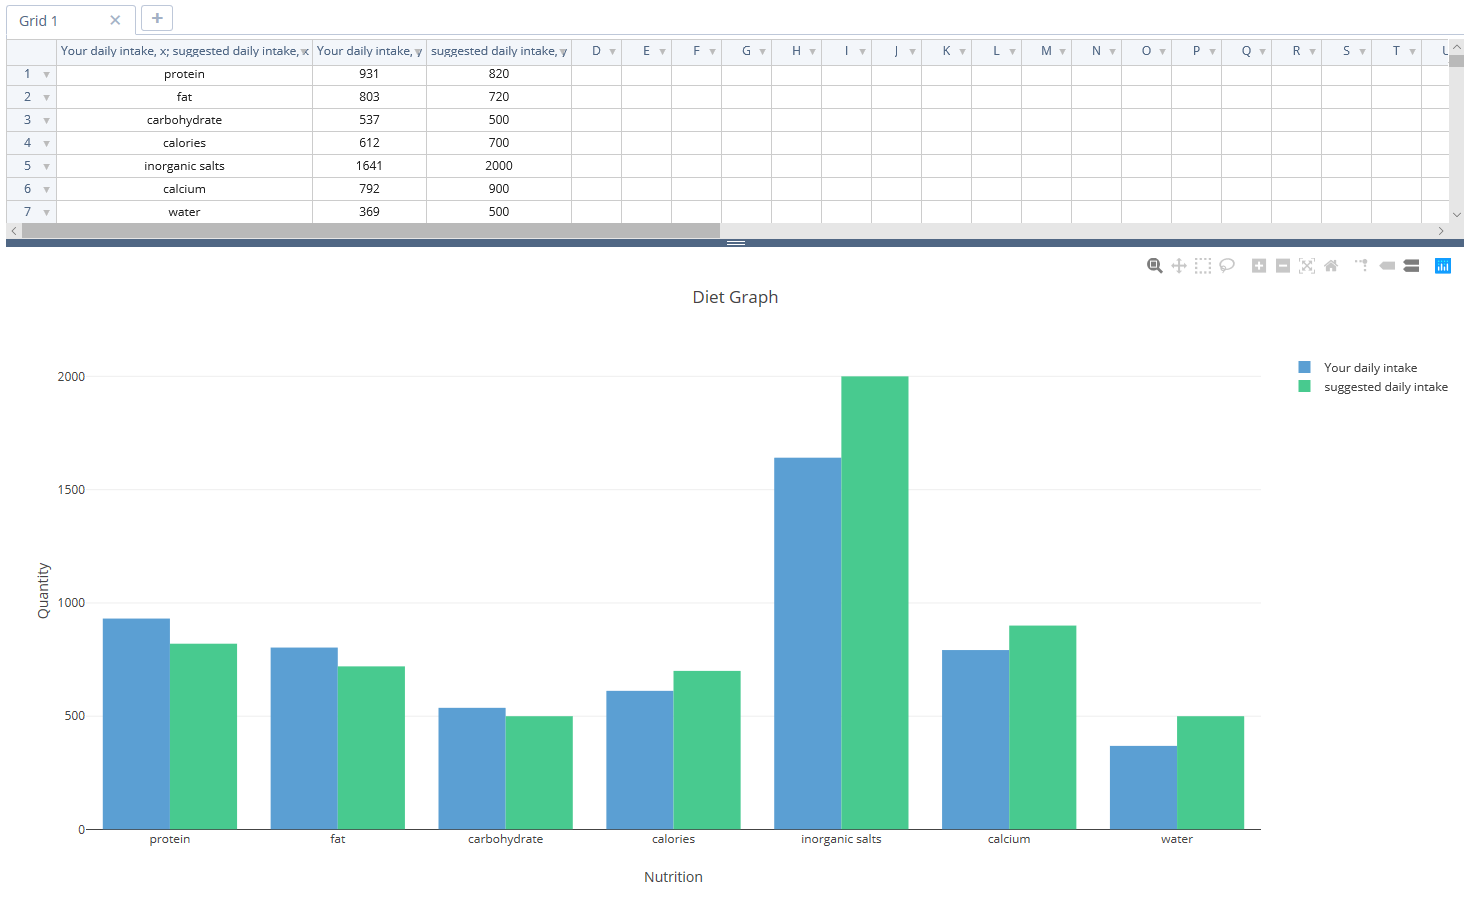 Grid 1
Your daily intake, x; suggested daily intake, x Your daily intake, y suggested daily intake, y D E F G H I J K L M N O P Q R S T U
1 protein 931 820
2 fat 803 720
3 carbohydrate 537 500
4 calories 612 700
5 inorganic salts 1641 2000
6 calcium 792 900
7 water 369 500
Diet Graph
Your daily intake
suggested daily intake
2000
1500
1000
500
0
Quantity
protein fat carbohydrate calories inorganic salts calcium water
Nutrition